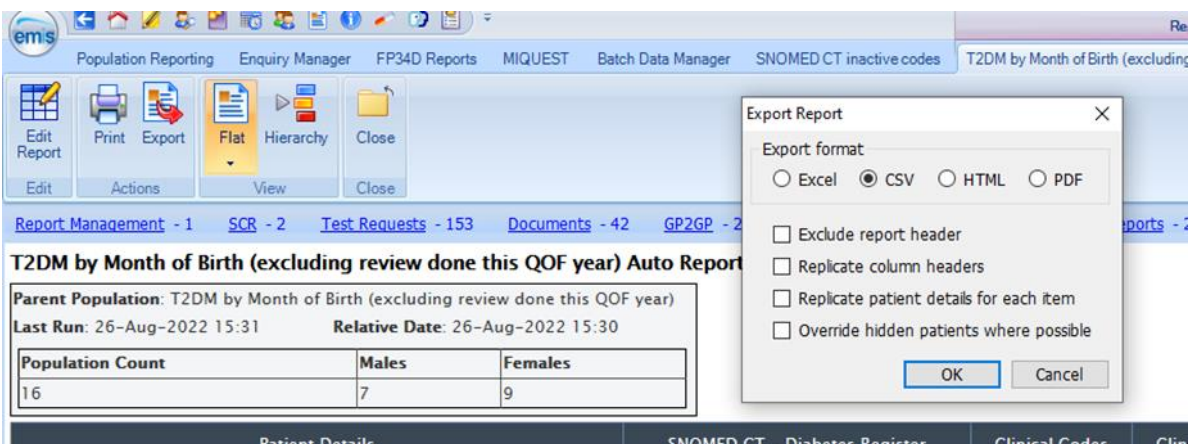 Re
emis
Population Reporting Enquiry Manager FP34D Reports MIQUEST Batch Data Manager SNOMED CT inactive codes T2DM by Month of Birth (excluding
Edit Report Print Export Flat Hierarchy Close
Edit Actions View Close
Export Report
Export format
Excel CSV HTML PDF
Exclude report header
Replicate column headers
Replicate patient details for each item
Override hidden patients where possible
OK Cancel
Report Management - 1 SCR - 2 Test Requests - 153 Documents - 42 GP2GP - 2
T2DM by Month of Birth (excluding review done this QOF year) Auto Report
Parent Population: T2DM by Month of Birth (excluding review done this QOF year)
Last Run: 26-Aug-2022 15:31 Relative Date: 26-Aug-2022 15:30
Population Count Males Females
16 7 9
Patient Details SNOMED CT Diabetes Register Clinical Codes